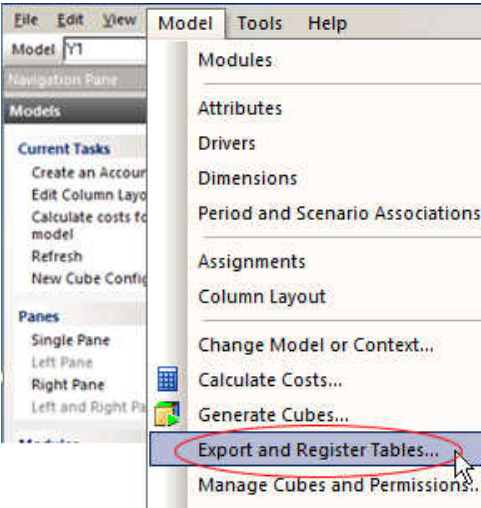 File Edit View Model Tools Help
Model Y1
Navigation Pane
Models
Current Tasks
Create an Accoun
Edit Column Layo
Calculate costs fo
model
Refresh
New Cube Config
Panes
Single Pane
Left Pane
Right Pane
Left and Right Pa
Modules
Modules
Attributes
Drivers
Dimensions
Period and Scenario Associations
Assignments
Column Layout
Change Model or Context...
Calculate Costs...
Generate Cubes...
Export and Register Tables...
Manage Cubes and Permissions...